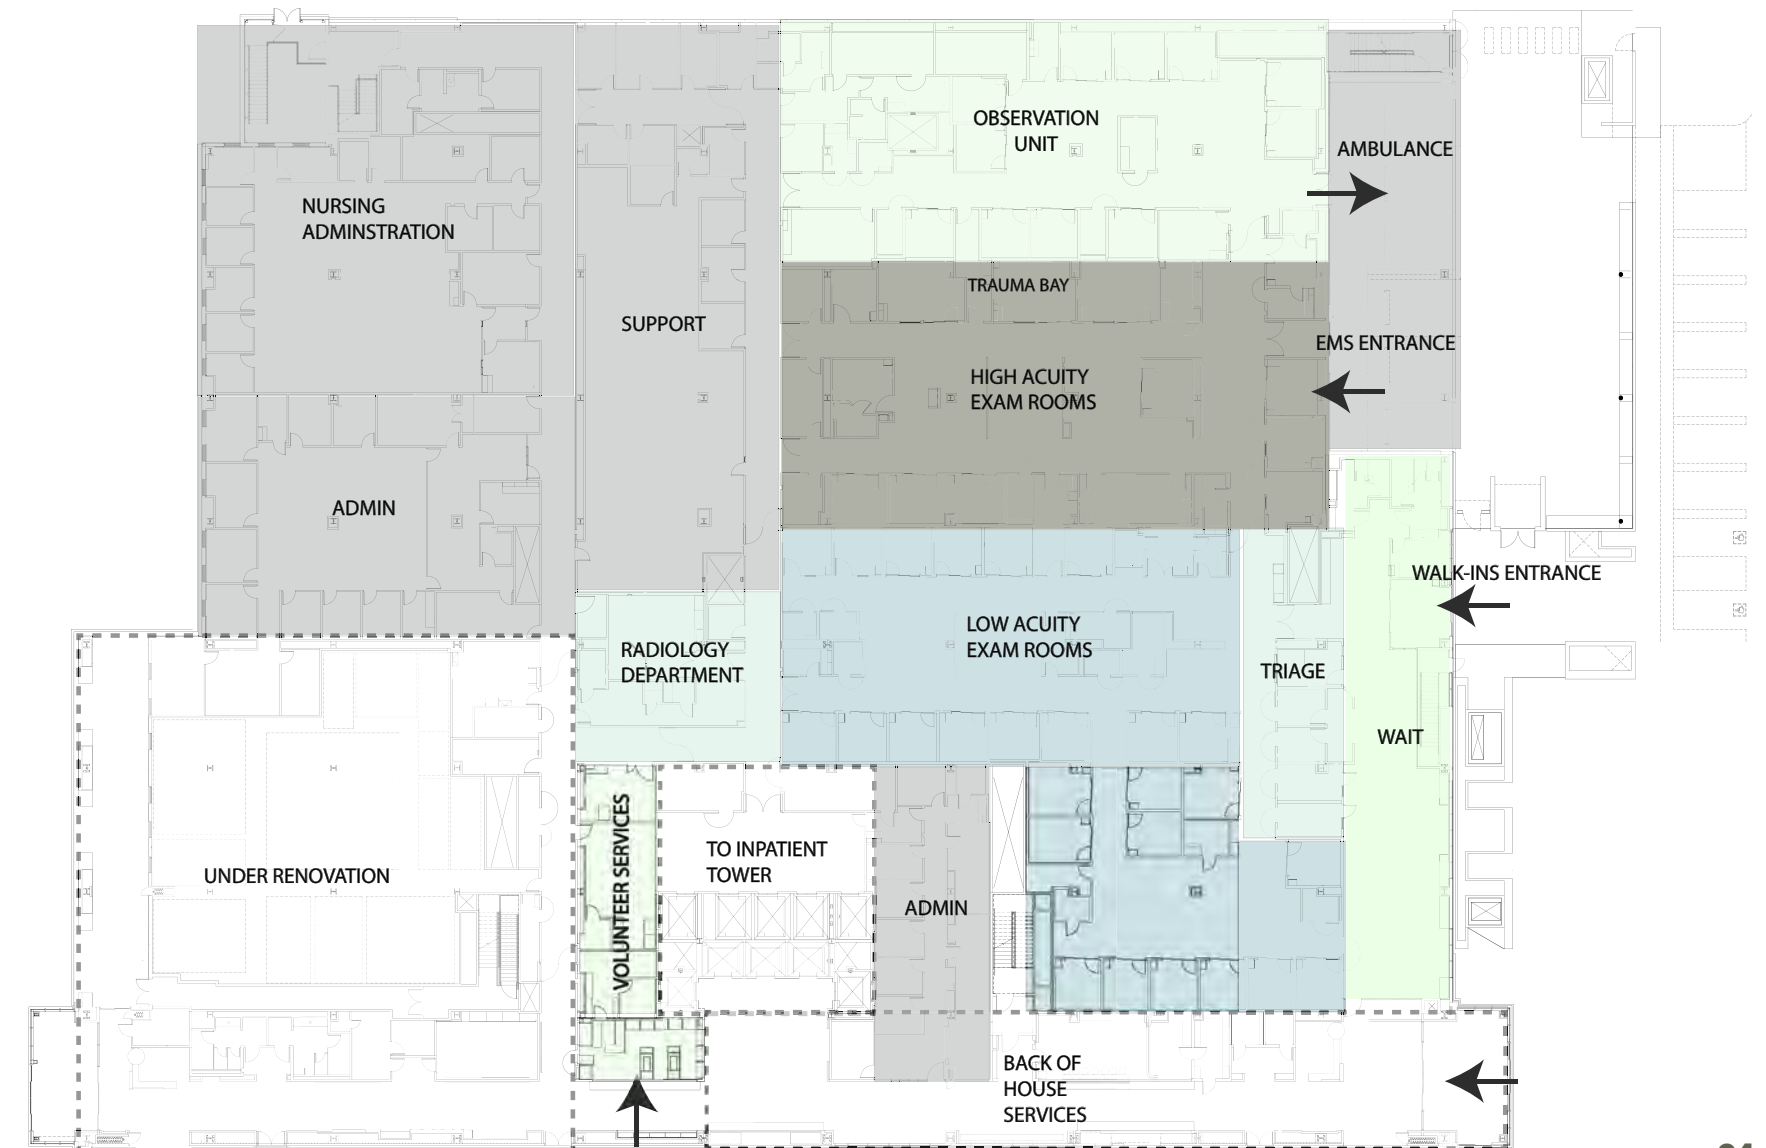 OBSERVATION
UNIT
AMBULANCE
NURSING
ADMINSTRATION
TRAUMA BAY
SUPPORT
EMS ENTRANCE
HIGH ACUITY
EXAM ROOMS
ADMIN
WALK-INS ENTRANCE
LOW ACUITY
EXAM ROOMS
RADIOLOGY
DEPARTMENT
TRIAGE
WAIT
VOLUNTEER SERVICES
TO INPATIENT
TOWER
UNDER RENOVATION
ADMIN
BACK OF
HOUSE
SERVICES